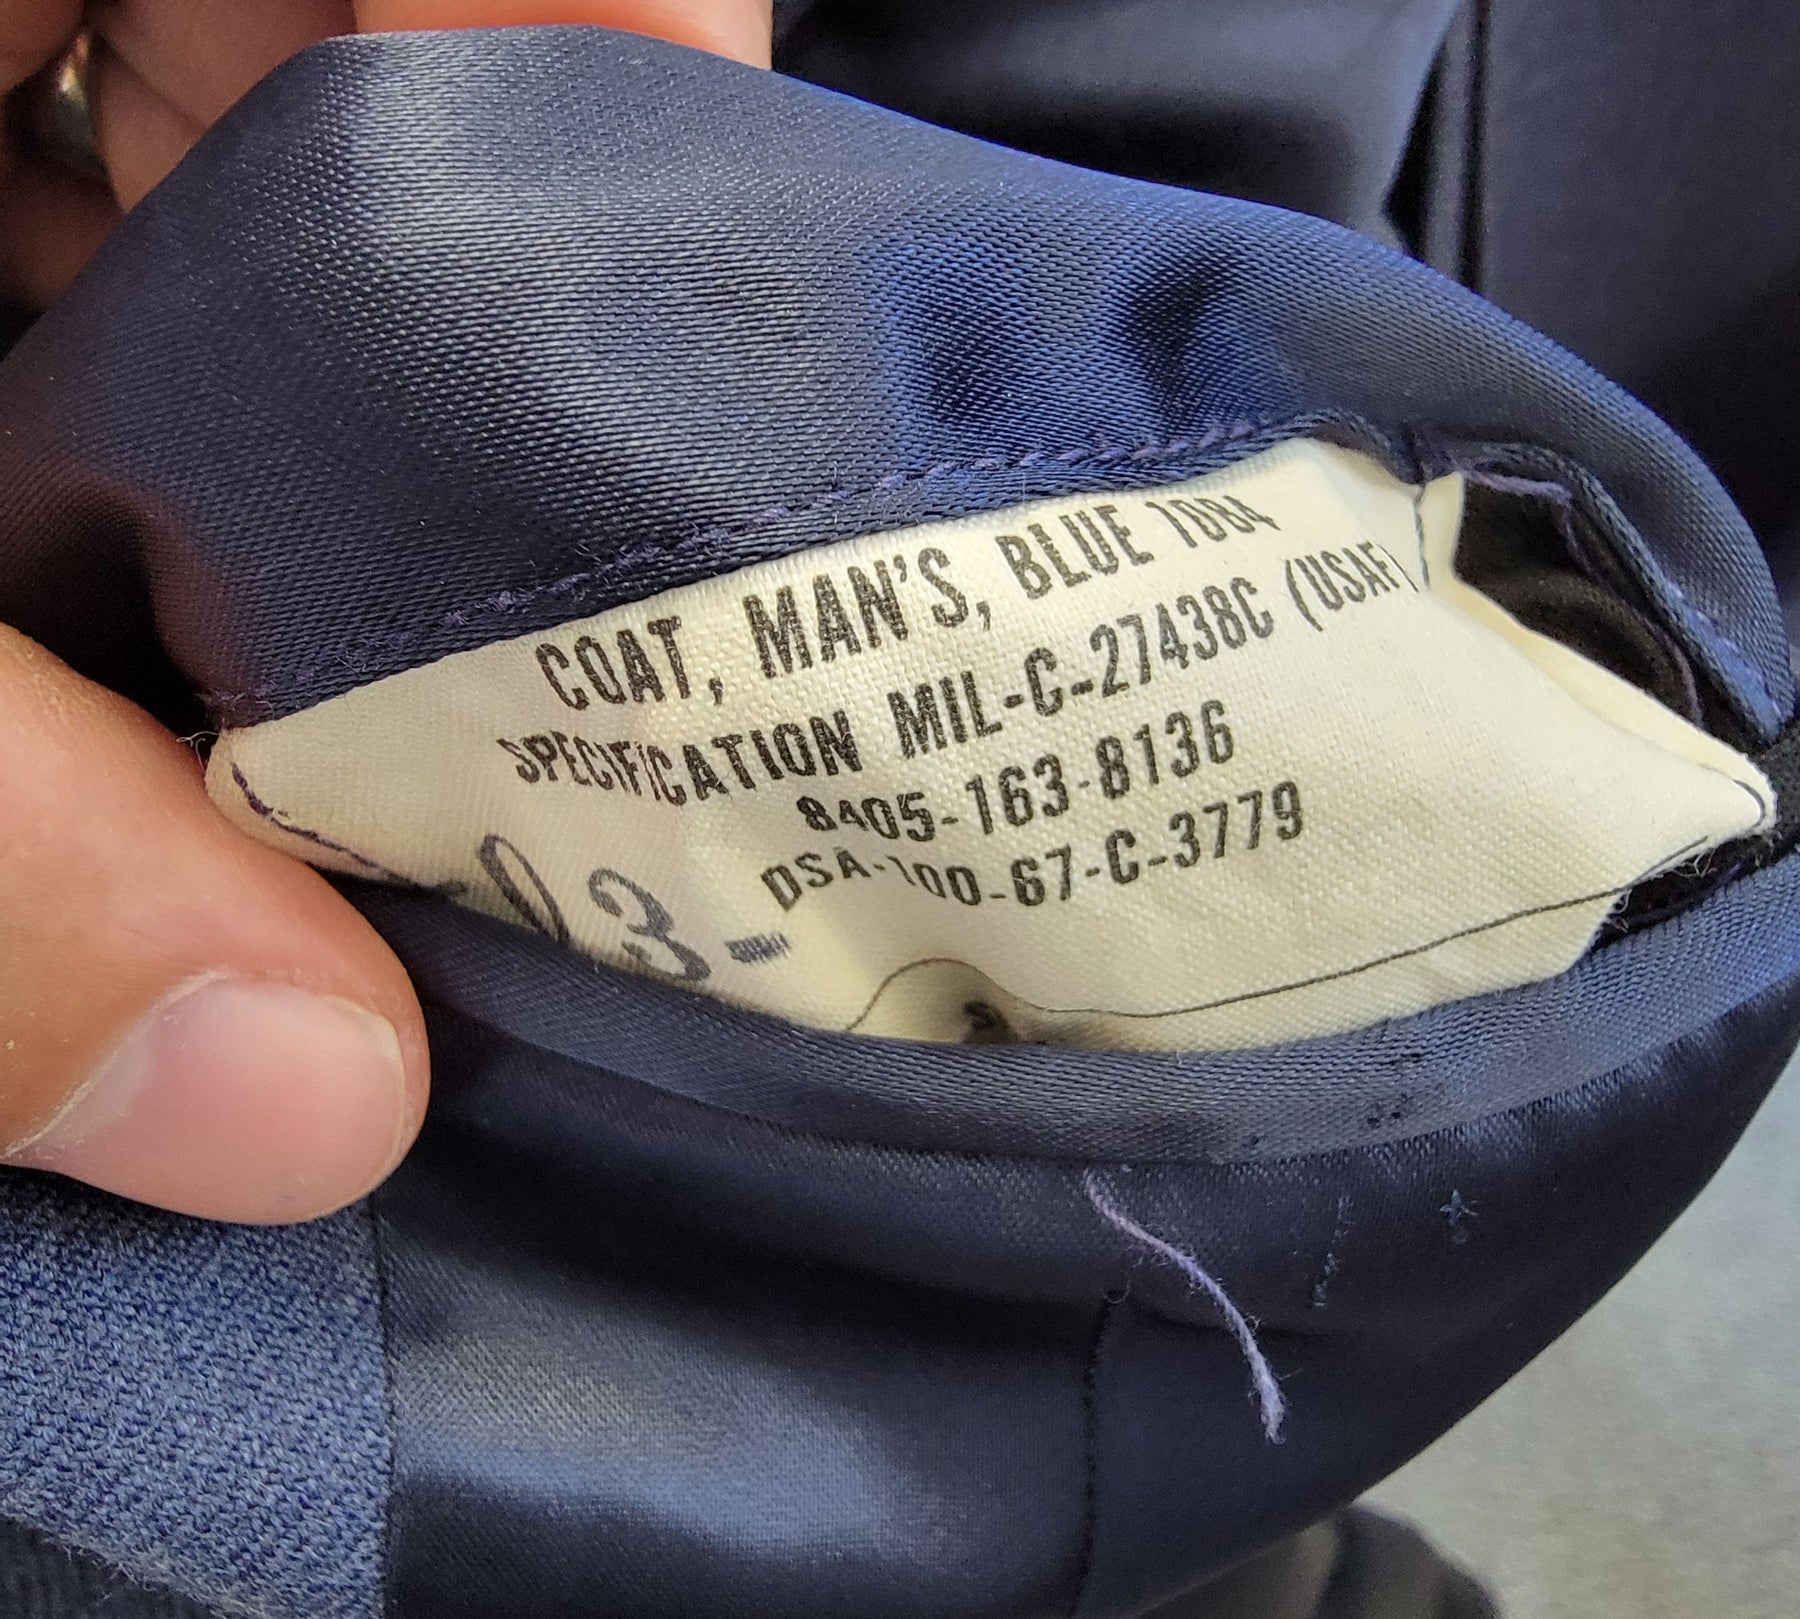 COAT, MAN'S, BLUE 1084
SPECIFICATION MIL-C-27438C (USAF)
8405-163-8136
DSA-100-67-C-3779